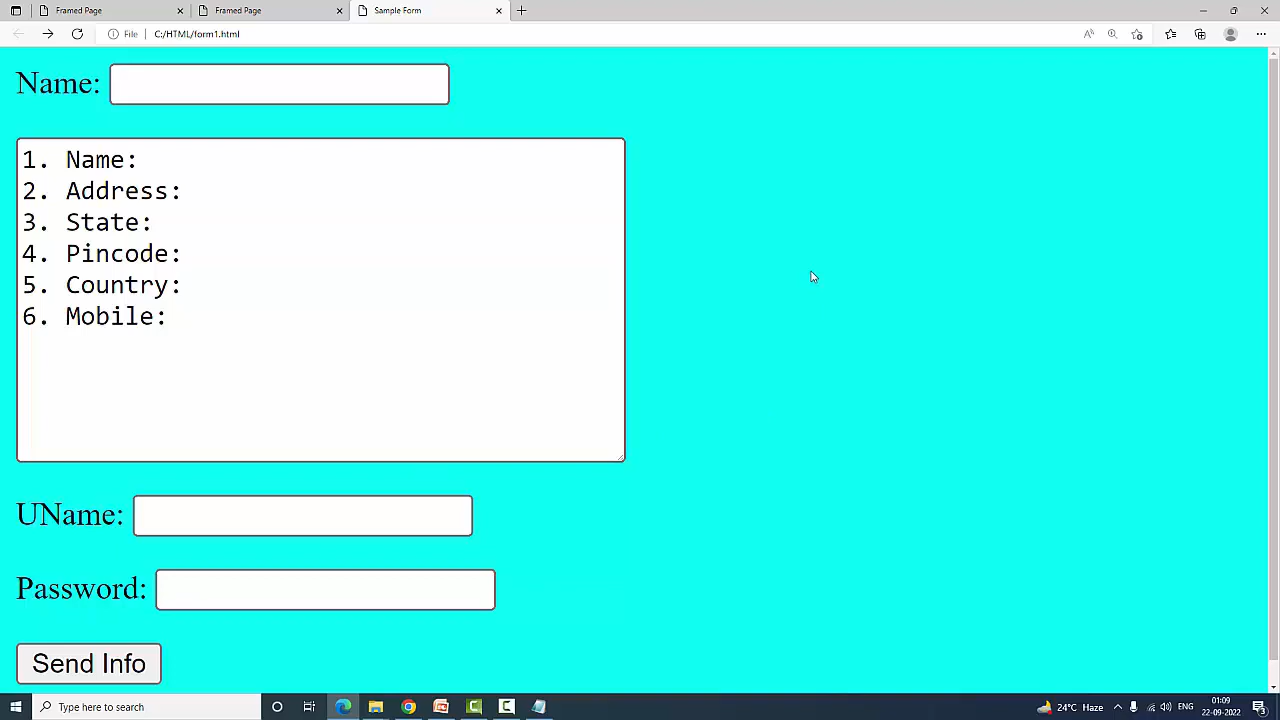 Framed Page
Framed Page
Sample Form
File
C:/HTML/form1.html
Name:
1. Name:
2. Address:
3. State:
4. Pincode:
5. Country:
6. Mobile:
UName:
Password:
Send Info
Type here to search
24°C Haze
ENG
01:09
22-09-2022